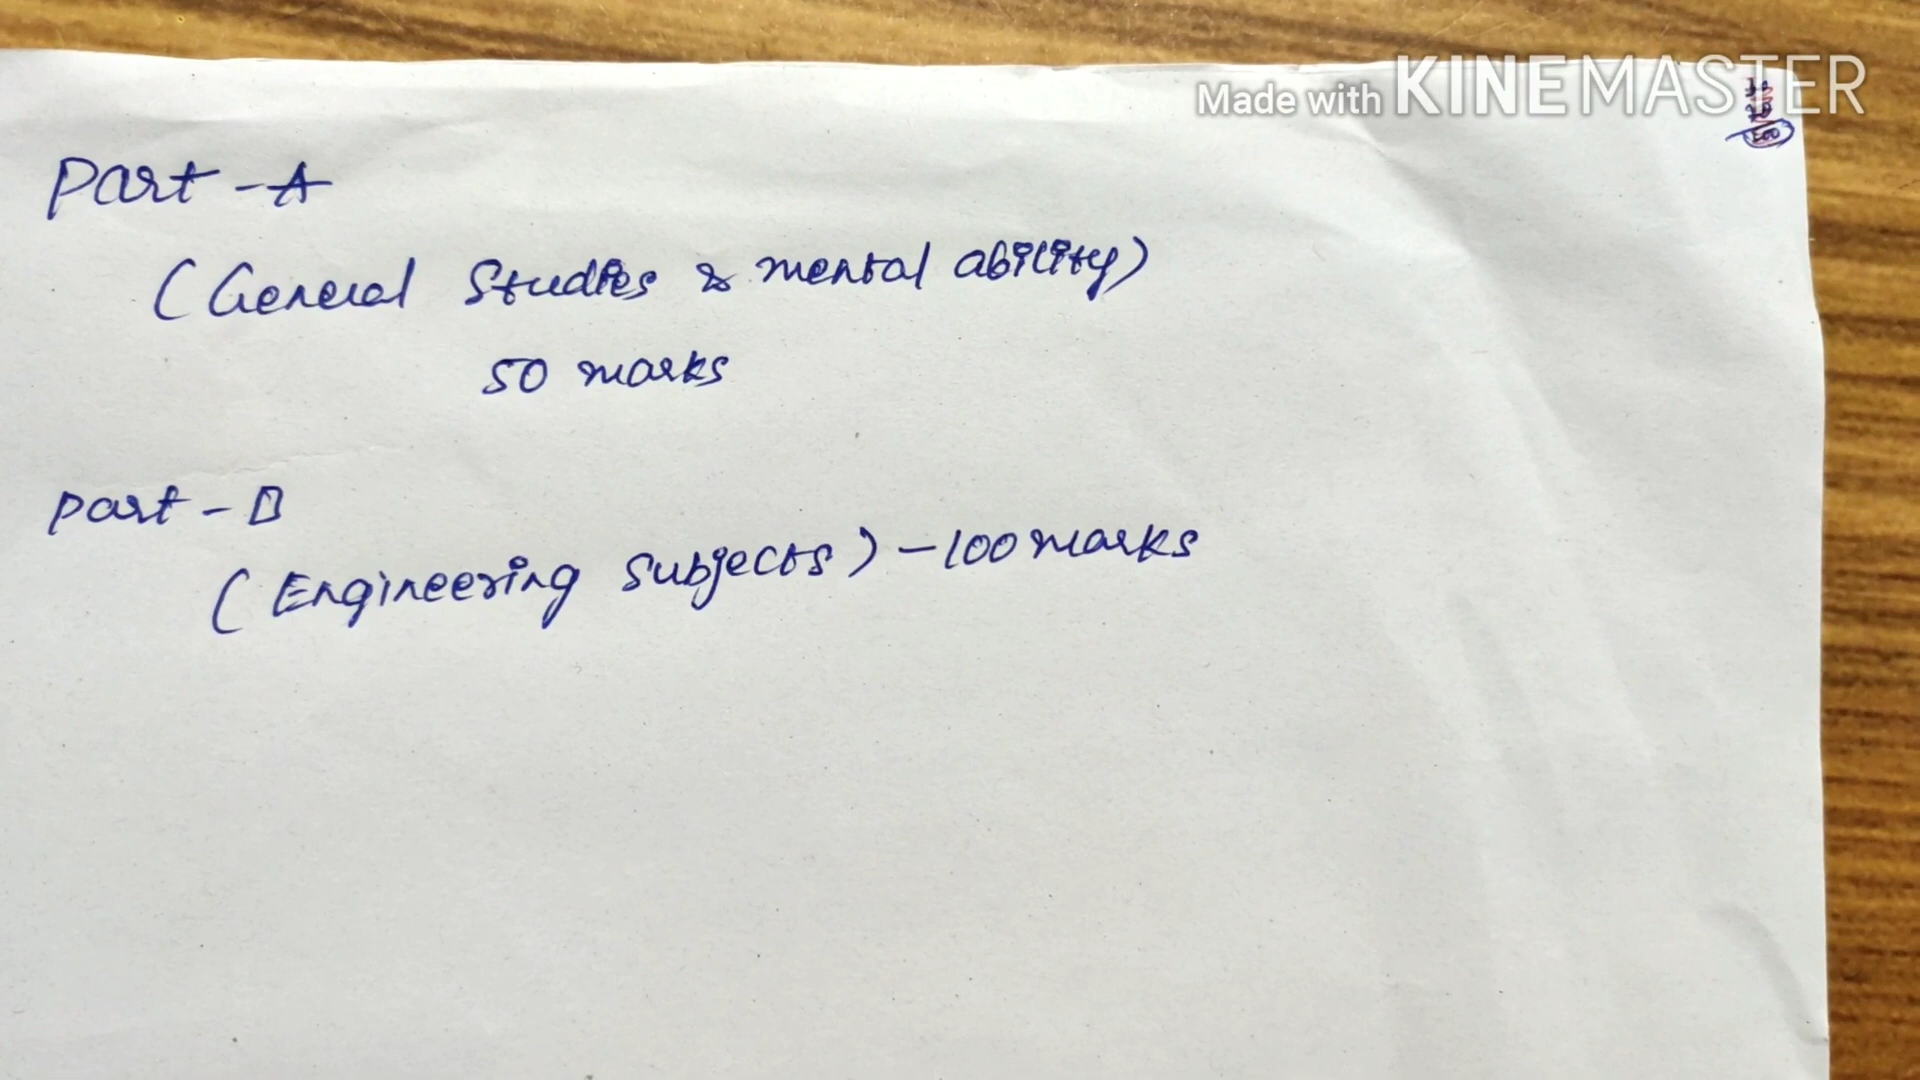 Made with KINEMASTER
Part - A
(General Studies & mental ability)
50 marks
Part - B
(Engineering subjects) - 100 marks